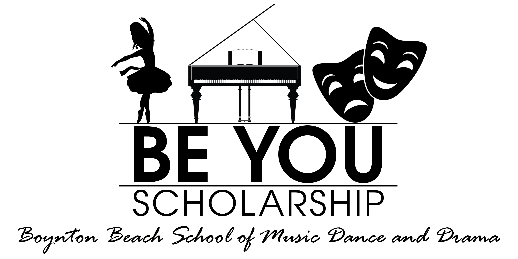 BE YOU
SCHOLARSHIP
Boynton Beach School of Music Dance and Drama